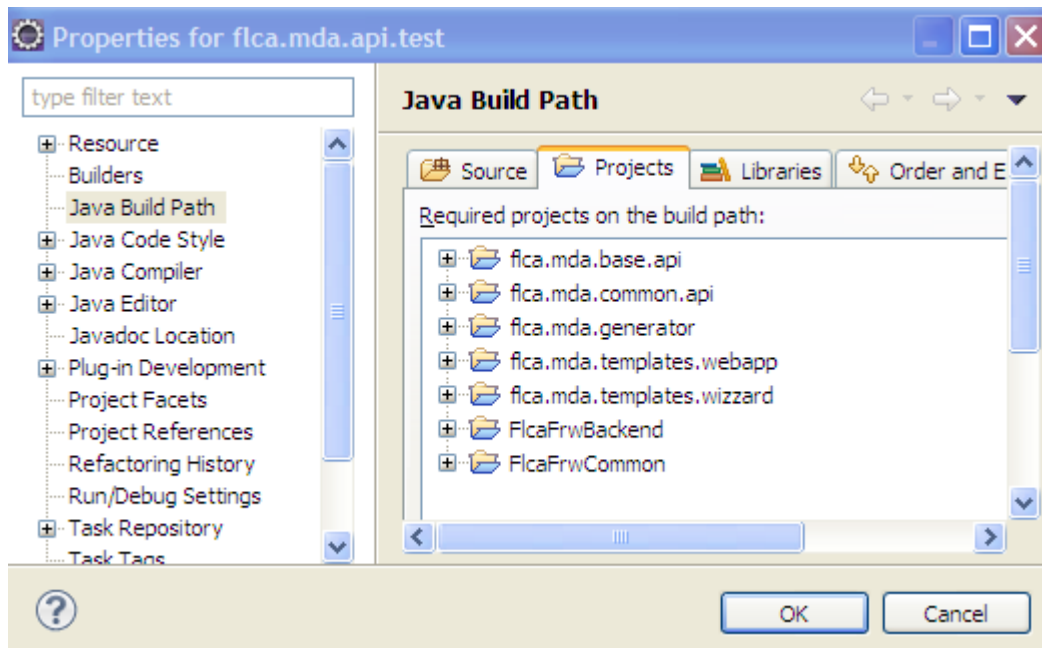 Properties for flca.mda.api.test
type filter text
Resource
Builders
Java Build Path
Java Code Style
Java Compiler
Java Editor
Javadoc Location
Plug-in Development
Project Facets
Project References
Refactoring History
Run/Debug Settings
Task Repository
Task Tags
Java Build Path
Source Projects Libraries Order and E
Required projects on the build path:
flca.mda.base.api
flca.mda.common.api
flca.mda.generator
flca.mda.templates.webapp
flca.mda.templates.wizzard
FlcaFrwBackend
FlcaFrwCommon
OK Cancel